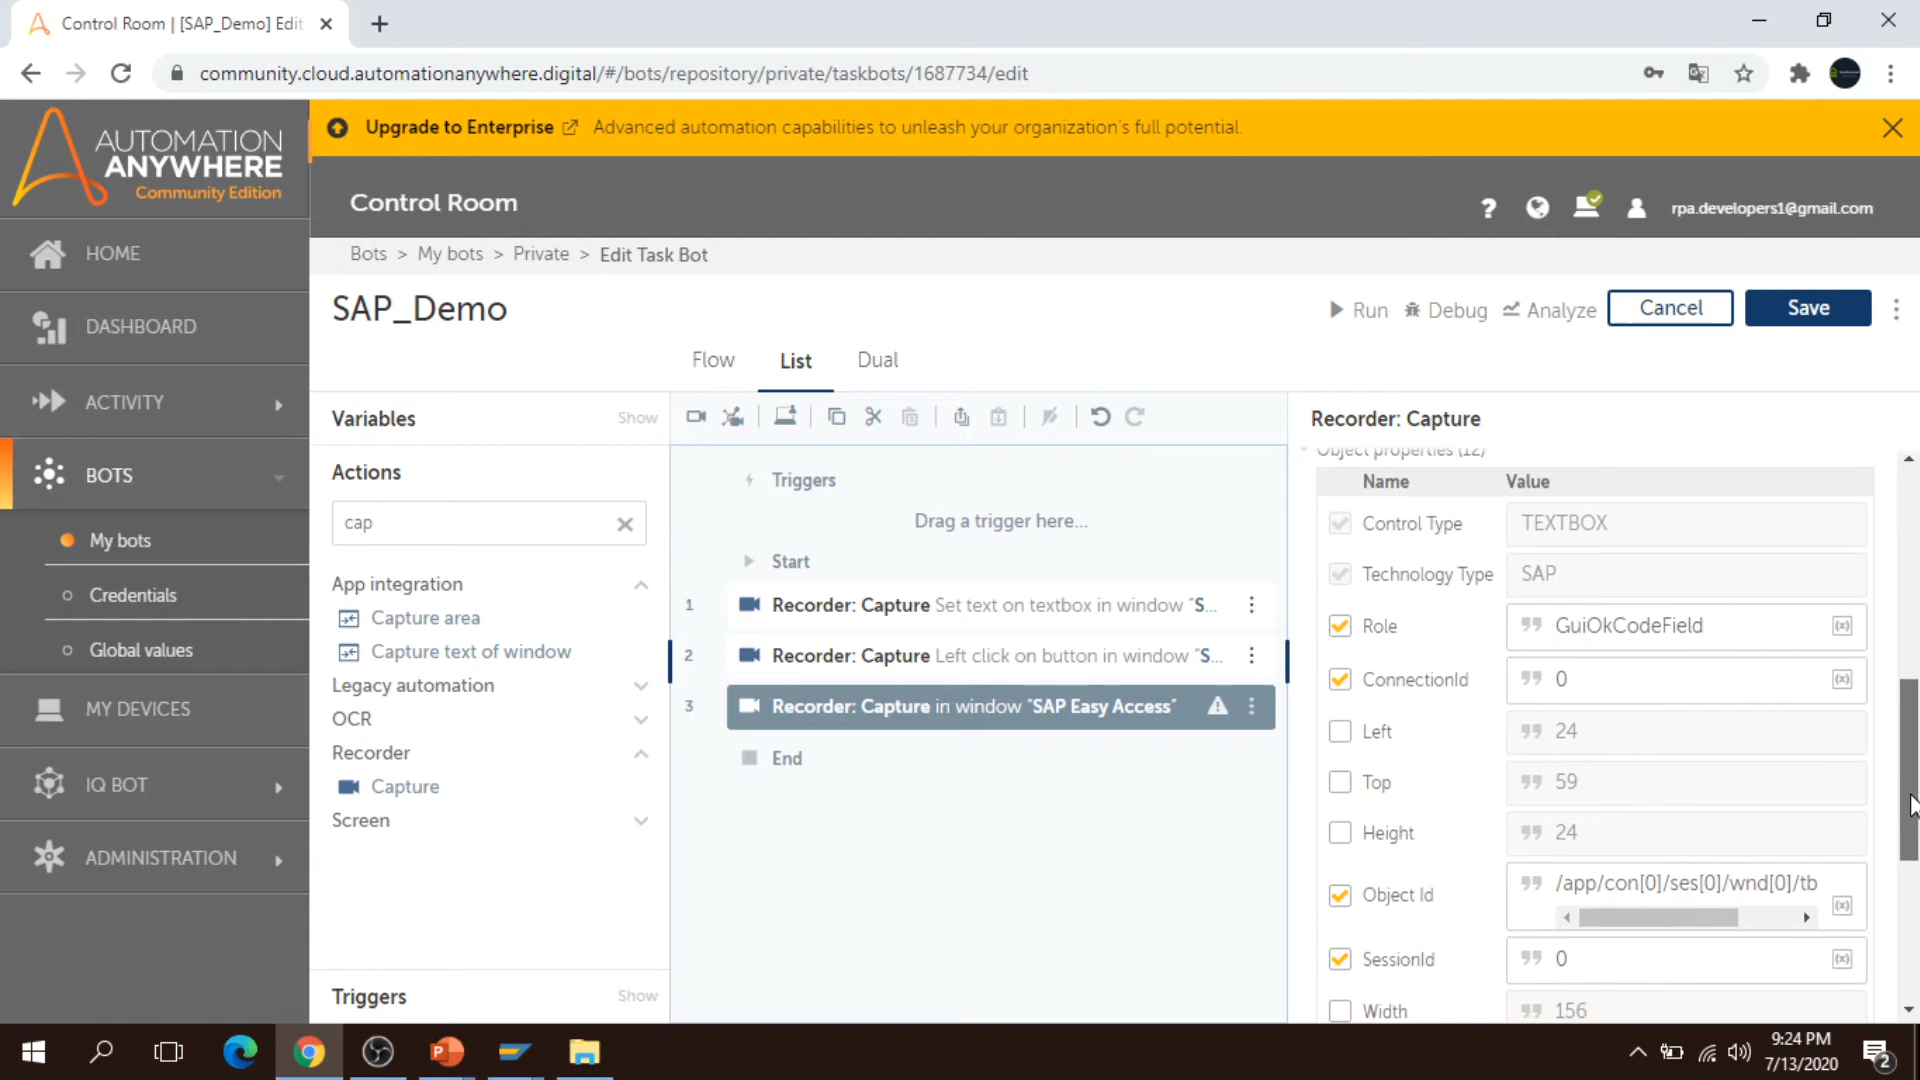 Control Room | [SAP_Demo] Edit
community.cloud.automationanywhere.digital/#/bots/repository/private/taskbots/1687734/edit
AUTOMATION
ANYWHERE
Community Edition
Upgrade to Enterprise Advanced automation capabilities to unleash your organization's full potential.
Control Room
? rpa.developers1@gmail.com
HOME
DASHBOARD
ACTIVITY
BOTS
My bots
Credentials
Global values
MY DEVICES
IQ BOT
ADMINISTRATION
Bots > My bots > Private > Edit Task Bot
SAP_Demo
Run Debug Analyze Cancel Save
Flow List Dual
Variables Show
Actions
cap
App integration
Capture area
Capture text of window
Legacy automation
OCR
Recorder
Capture
Screen
Triggers Show
Triggers
Drag a trigger here...
Start
1 Recorder: Capture Set text on textbox in window "S...
2 Recorder: Capture Left click on button in window "S...
3 Recorder: Capture in window "SAP Easy Access"
End
Recorder: Capture
Object properties (12)
Name Value
Control Type TEXTBOX
Technology Type SAP
Role GuiOkCodeField (x)
ConnectionId 0 (x)
Left 24
Top 59
Height 24
Object Id /app/con[0]/ses[0]/wnd[0]/tb (x)
SessionId 0 (x)
Width 156
9:24 PM
7/13/2020
2